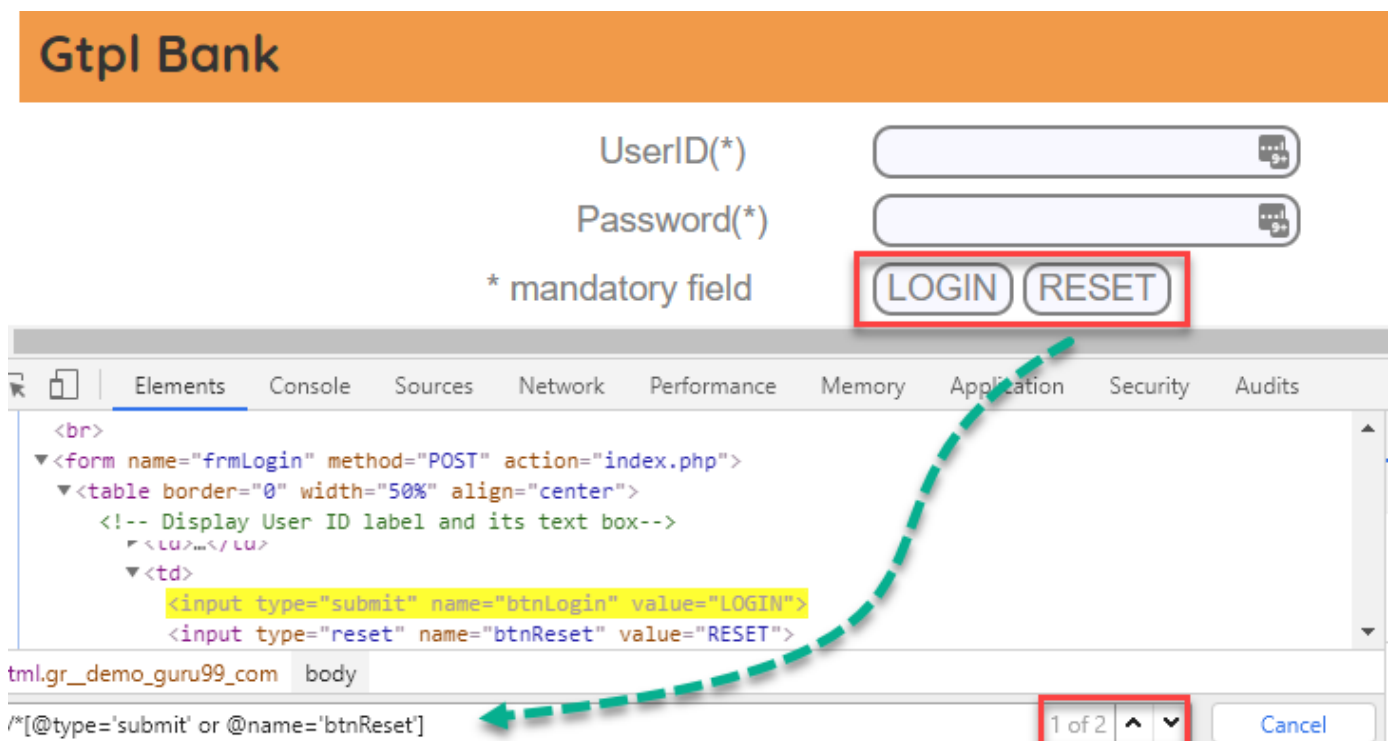 Gtpl Bank
UserID(*)
Password(*)
* mandatory field LOGIN RESET
Elements Console Sources Network Performance Memory Application Security Audits
<br>
▼<form name="frmLogin" method="POST" action="index.php">
▼<table border="0" width="50%" align="center">
<!-- Display User ID label and its text box-->
▶<td>…</td>
▼<td>
<input type="submit" name="btnLogin" value="LOGIN">
<input type="reset" name="btnReset" value="RESET">
tml.gr__demo_guru99_com body
/*[@type='submit' or @name='btnReset'] 1 of 2 Cancel